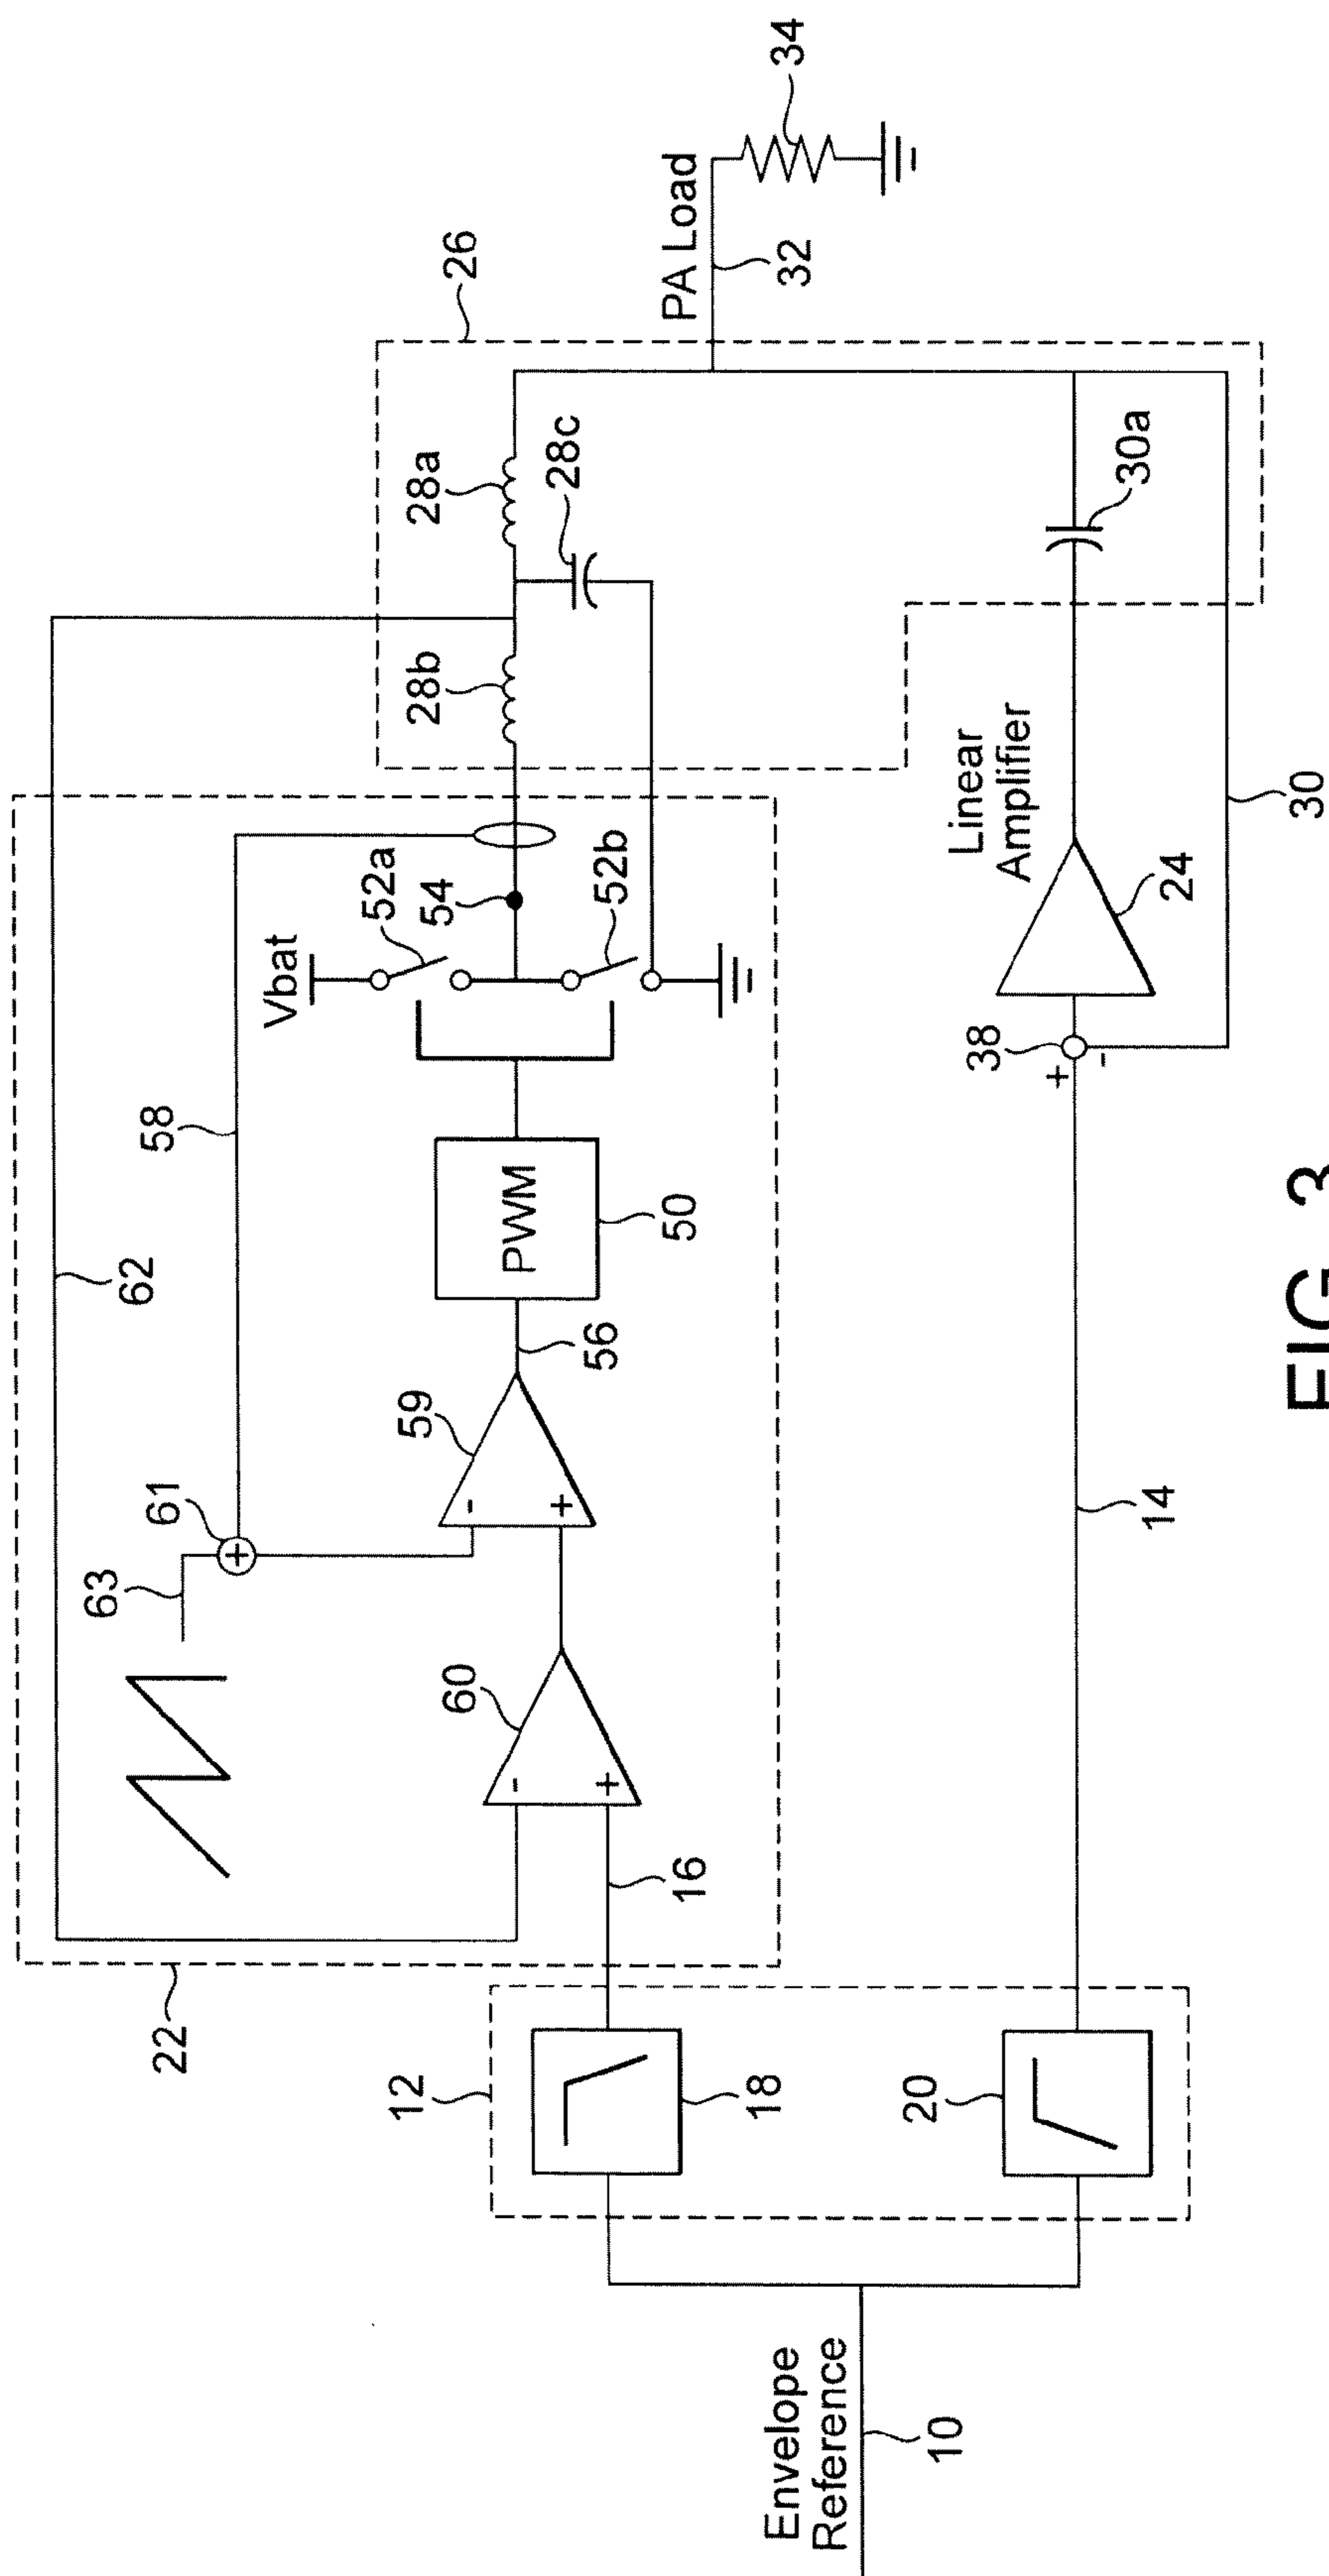 Envelope
Reference
10
12
18
20
22
16
14
60
63
61
62
58
59
56
PWM
50
Vbat
52a
54
52b
+
-
+
-
+
+
-
38
Linear
Amplifier
24
30
28b
28a
28c
30a
26
PA Load
32
34
FIG. 3